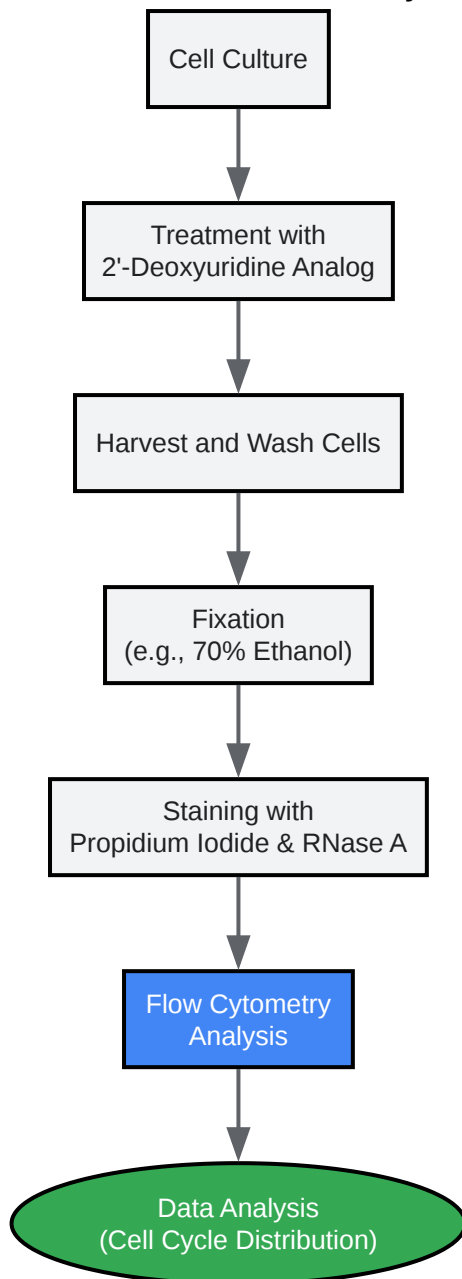 Cell Culture
Treatment with
2'-Deoxyuridine Analog
Harvest and Wash Cells
Fixation
(e.g., 70% Ethanol)
Staining with
Propidium Iodide & RNase A
Flow Cytometry
Analysis
Data Analysis
(Cell Cycle Distribution)